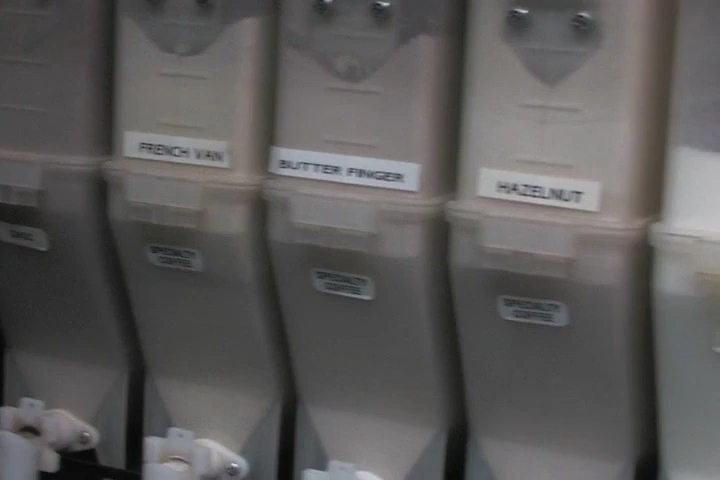 FRENCH VAN
BUTTER FINGER
HAZELNUT
SPECIALTY
COFFEE
SPECIALTY
COFFEE
SPECIALTY
COFFEE